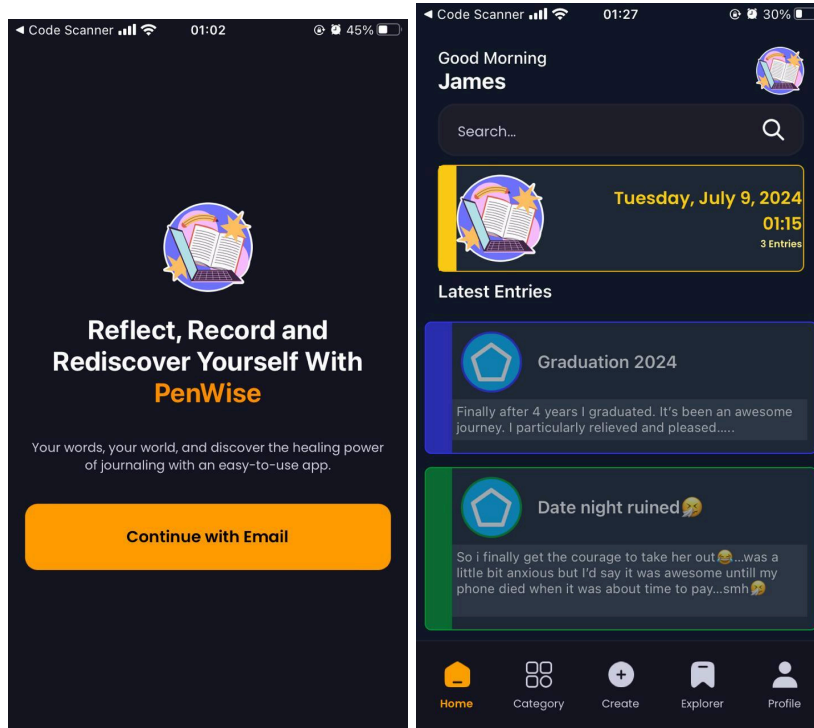 ◀ Code Scanner 01:02 45%
Reflect, Record and
Rediscover Yourself With
PenWise
Your words, your world, and discover the healing power
of journaling with an easy-to-use app.
Continue with Email
◀ Code Scanner 01:27 30%
Good Morning
James
Search...
Tuesday, July 9, 2024
01:15
3 Entries
Latest Entries
Graduation 2024
Finally after 4 years I graduated. It's been an awesome
journey. I particularly relieved and pleased.....
Date night ruined🤧
So i finally get the courage to take her out😂...was a
little bit anxious but I'd say it was awesome untill my
phone died when it was about time to pay...smh🤧
Home Category Create Explorer Profile